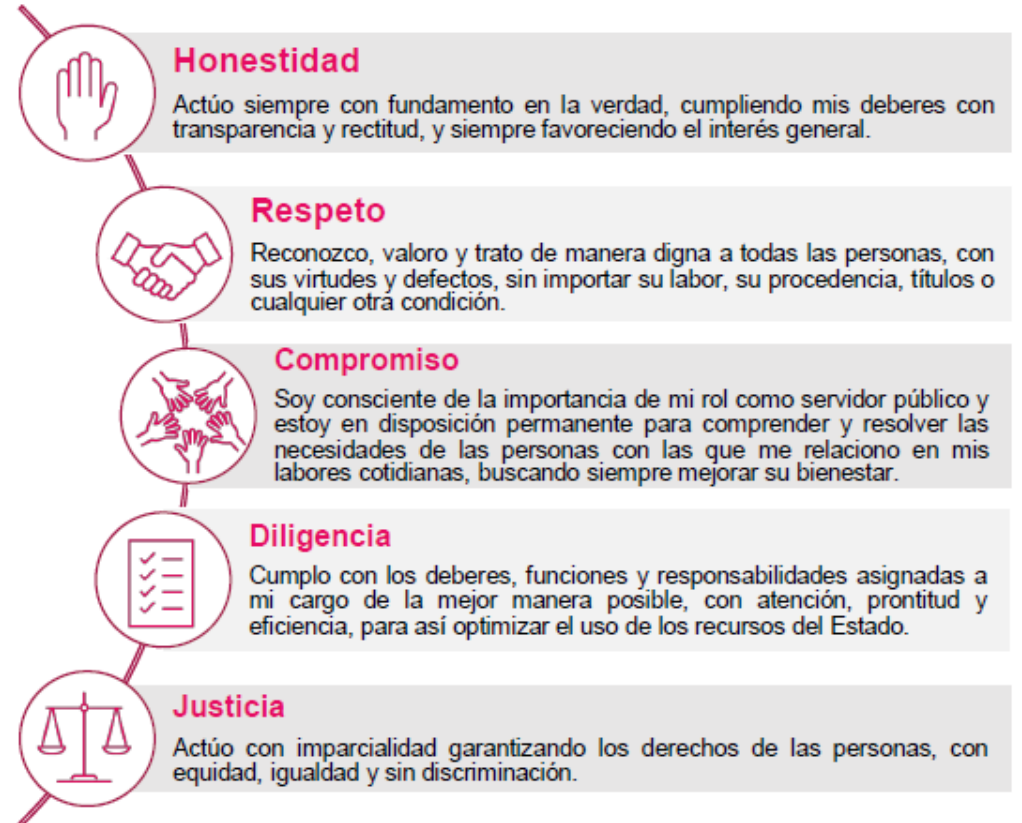 Honestidad
Actúo siempre con fundamento en la verdad, cumpliendo mis deberes con
transparencia y rectitud, y siempre favoreciendo el interés general.
Respeto
Reconozco, valoro y trato de manera digna a todas las personas, con
sus virtudes y defectos, sin importar su labor, su procedencia, títulos o
cualquier otra condición.
Compromiso
Soy consciente de la importancia de mi rol como servidor público y
estoy en disposición permanente para comprender y resolver las
necesidades de las personas con las que me relaciono en mis
labores cotidianas, buscando siempre mejorar su bienestar.
Diligencia
Cumplo con los deberes, funciones y responsabilidades asignadas a
mi cargo de la mejor manera posible, con atención, prontitud y
eficiencia, para así optimizar el uso de los recursos del Estado.
Justicia
Actúo con imparcialidad garantizando los derechos de las personas, con
equidad, igualdad y sin discriminación.